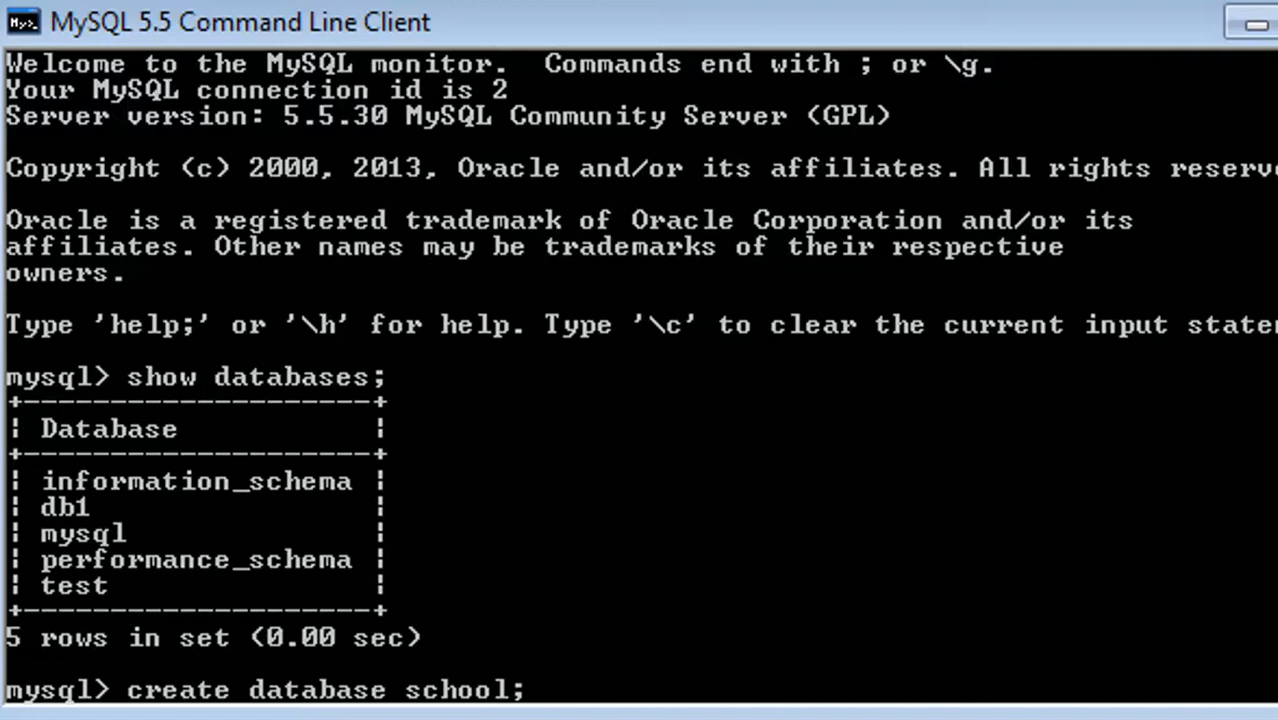 MySQL 5.5 Command Line Client
Welcome to the MySQL monitor.  Commands end with ; or \g.
Your MySQL connection id is 2
Server version: 5.5.30 MySQL Community Server (GPL)
Copyright (c) 2000, 2013, Oracle and/or its affiliates. All rights reserve
Oracle is a registered trademark of Oracle Corporation and/or its
affiliates. Other names may be trademarks of their respective
owners.
Type 'help;' or '\h' for help. Type '\c' to clear the current input state
mysql> show databases;
+--------------------+
| Database           |
+--------------------+
| information_schema |
| db1                |
| mysql              |
| performance_schema |
| test               |
+--------------------+
5 rows in set (0.00 sec)
mysql> create database school;